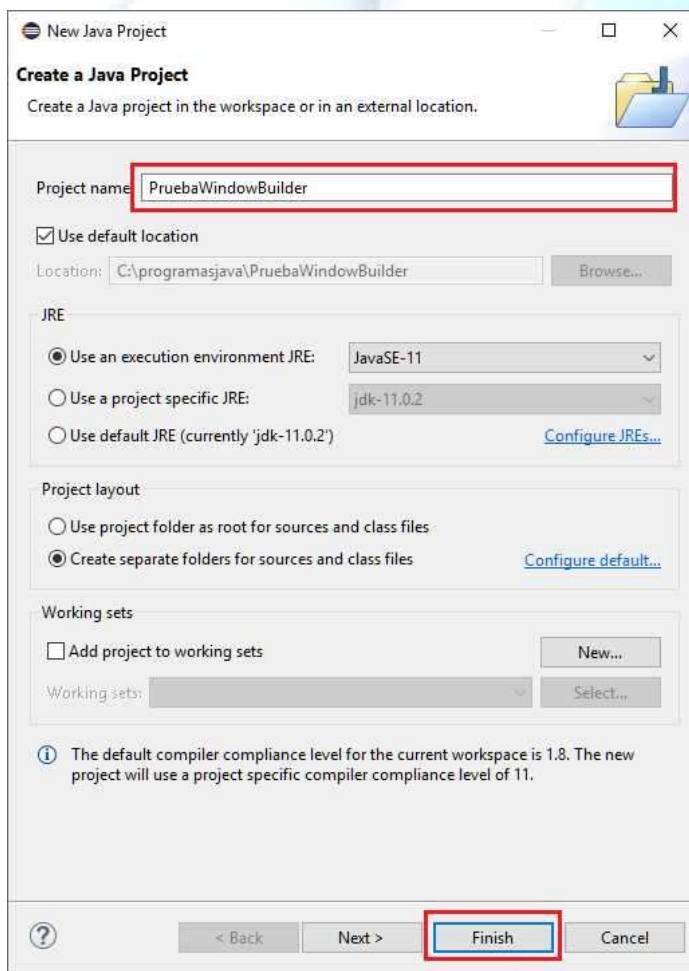 New Java Project
Create a Java Project
Create a Java project in the workspace or in an external location.
Project name PruebaWindowBuilder
Use default location
Location: C:\programasjava\PruebaWindowBuilder Browse...
JRE
Use an execution environment JRE: JavaSE-11
Use a project specific JRE: jdk-11.0.2
Use default JRE (currently 'jdk-11.0.2') Configure JREs...
Project layout
Use project folder as root for sources and class files
Create separate folders for sources and class files Configure default...
Working sets
Add project to working sets New...
Working sets: Select...
The default compiler compliance level for the current workspace is 1.8. The new
project will use a project specific compiler compliance level of 11.
? < Back Next > Finish Cancel